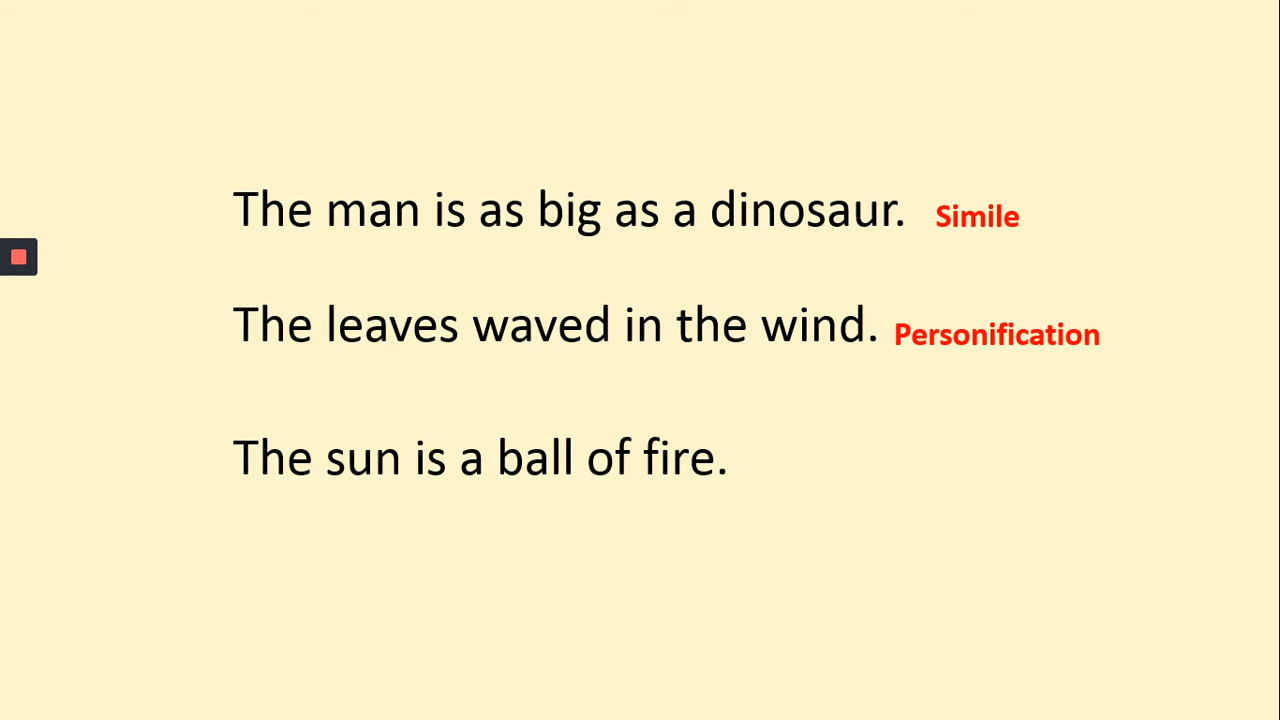 The man is as big as a dinosaur. Simile
The leaves waved in the wind. Personification
The sun is a ball of fire.